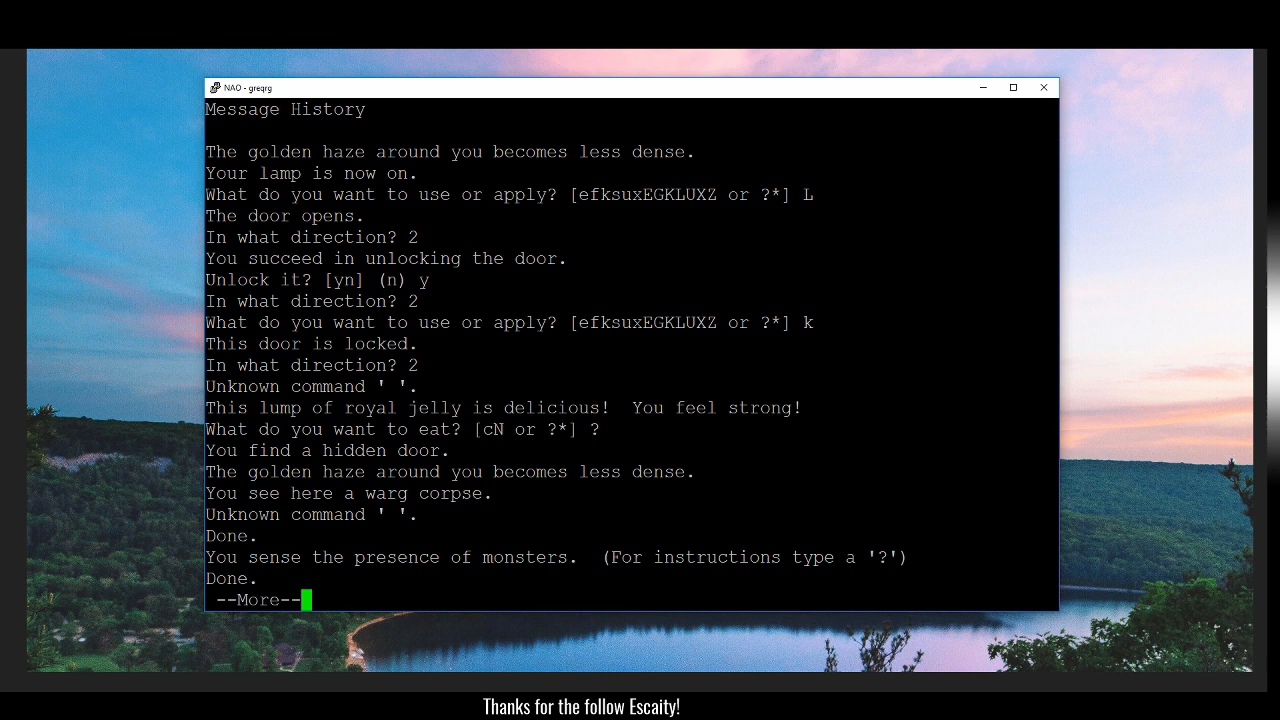 NAO - greqrg
Message History
The golden haze around you becomes less dense.
Your lamp is now on.
What do you want to use or apply? [efksuxEGKLUXZ or ?*] L
The door opens.
In what direction? 2
You succeed in unlocking the door.
Unlock it? [yn] (n) y
In what direction? 2
What do you want to use or apply? [efksuxEGKLUXZ or ?*] k
This door is locked.
In what direction? 2
Unknown command ' '.
This lump of royal jelly is delicious!  You feel strong!
What do you want to eat? [cN or ?*] ?
You find a hidden door.
The golden haze around you becomes less dense.
You see here a warg corpse.
Unknown command ' '.
Done.
You sense the presence of monsters.  (For instructions type a '?')
Done.
--More--
Thanks for the follow Escaity!